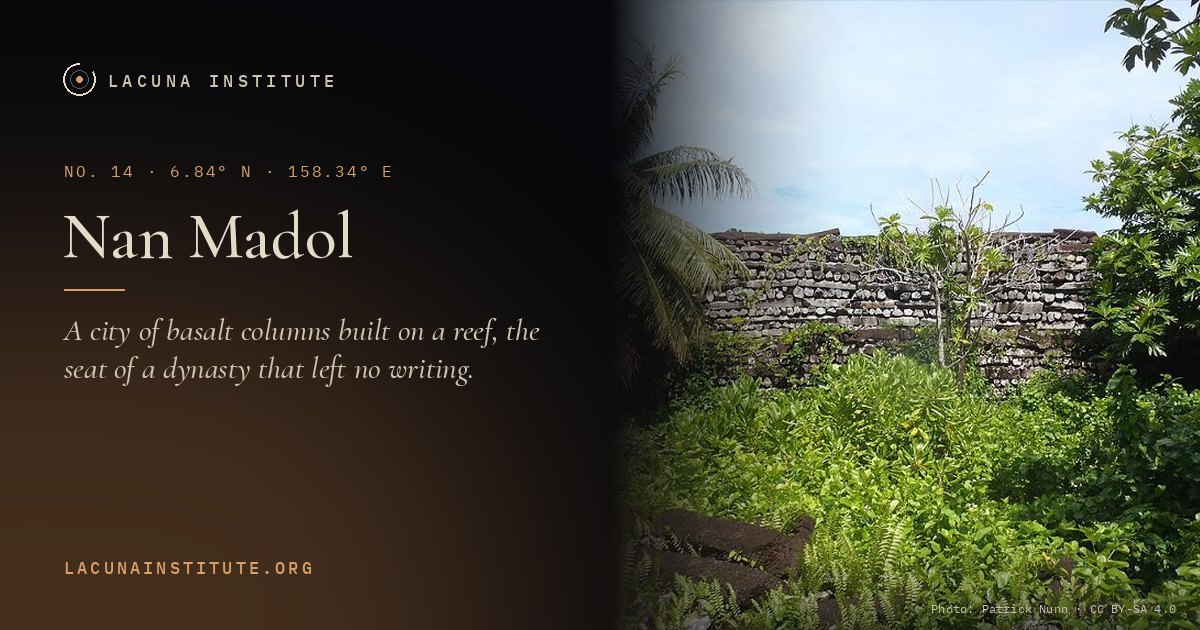 LACUNA INSTITUTE
NO. 14 · 6.84° N · 158.34° E
Nan Madol
A city of basalt columns built on a reef, the
seat of a dynasty that left no writing.
LACUNAINSTITUTE.ORG
Photo: Patrick Nunn · CC BY-SA 4.0